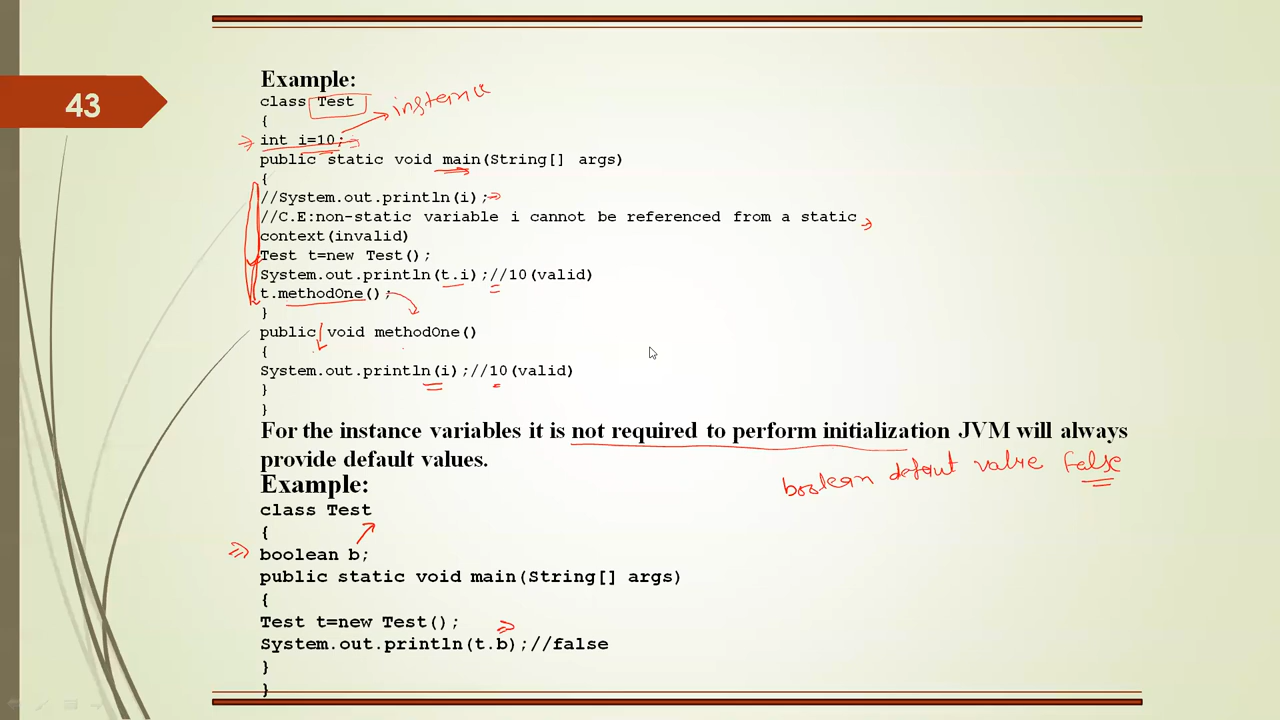 43
Example:
class Test
instance
{
int i=10;
public static void main(String[] args)
{
//System.out.println(i);
//C.E:non-static variable i cannot be referenced from a static
context(invalid)
Test t=new Test();
System.out.println(t.i);//10(valid)
t.methodOne();
}
public void methodOne()
{
System.out.println(i);//10(valid)
}
}
For the instance variables it is not required to perform initialization JVM will always
provide default values.
boolean default value false
Example:
class Test
{
boolean b;
public static void main(String[] args)
{
Test t=new Test();
System.out.println(t.b);//false
}
}